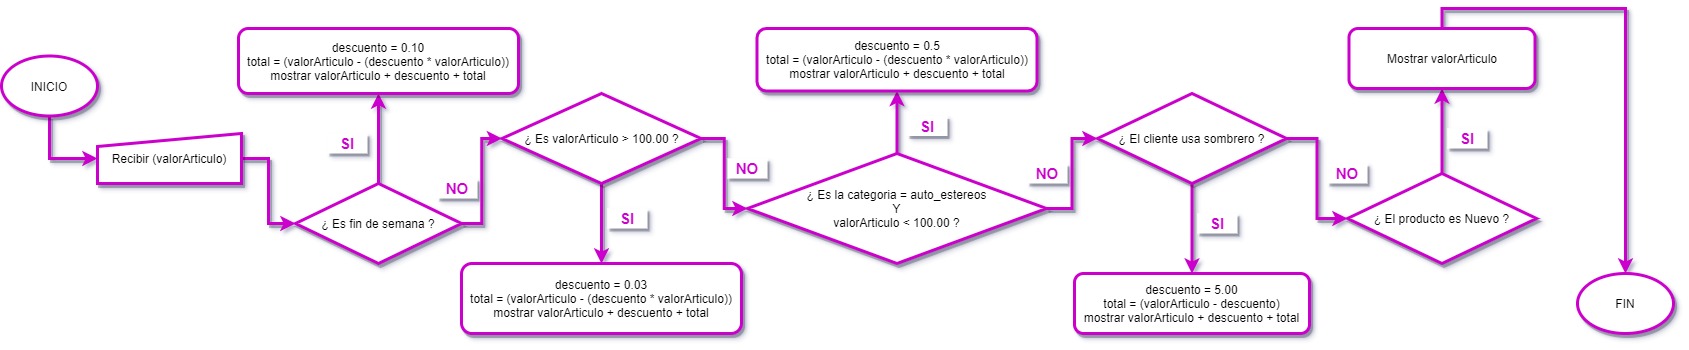 INICIO
Recibir (valorArticulo)
¿ Es fin de semana ?
SI
descuento = 0.10
total = (valorArticulo - (descuento * valorArticulo))
mostrar valorArticulo + descuento + total
NO
¿ Es valorArticulo > 100.00 ?
SI
descuento = 0.03
total = (valorArticulo - (descuento * valorArticulo))
mostrar valorArticulo + descuento + total
NO
¿ Es la categoria = auto_estereos
Y
valorArticulo < 100.00 ?
SI
descuento = 0.5
total = (valorArticulo - (descuento * valorArticulo))
mostrar valorArticulo + descuento + total
NO
¿ El cliente usa sombrero ?
SI
descuento = 5.00
total = (valorArticulo - descuento)
mostrar valorArticulo + descuento + total
NO
¿ El producto es Nuevo ?
SI
Mostrar valorArticulo
FIN